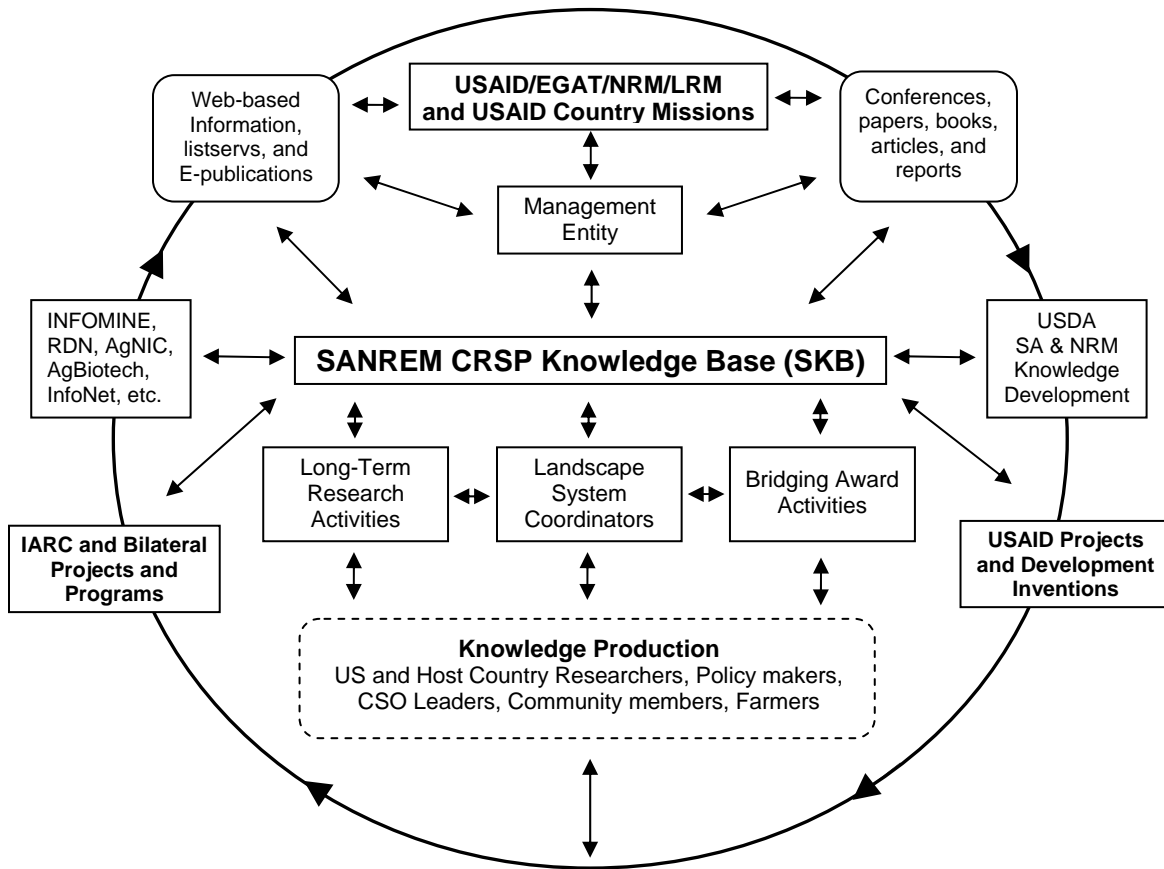 USAID/EGAT/NRM/LRM
and USAID Country Missions
Web-based
Information,
listservs, and
E-publications
Conferences,
papers, books,
articles, and
reports
Management
Entity
INFOMINE,
RDN, AgNIC,
AgBiotech,
InfoNet, etc.
SANREM CRSP Knowledge Base (SKB)
USDA
SA & NRM
Knowledge
Development
Long-Term
Research
Activities
Landscape
System
Coordinators
Bridging Award
Activities
IARC and Bilateral
Projects and
Programs
USAID Projects
and Development
Inventions
Knowledge Production
US and Host Country Researchers, Policy makers,
CSO Leaders, Community members, Farmers